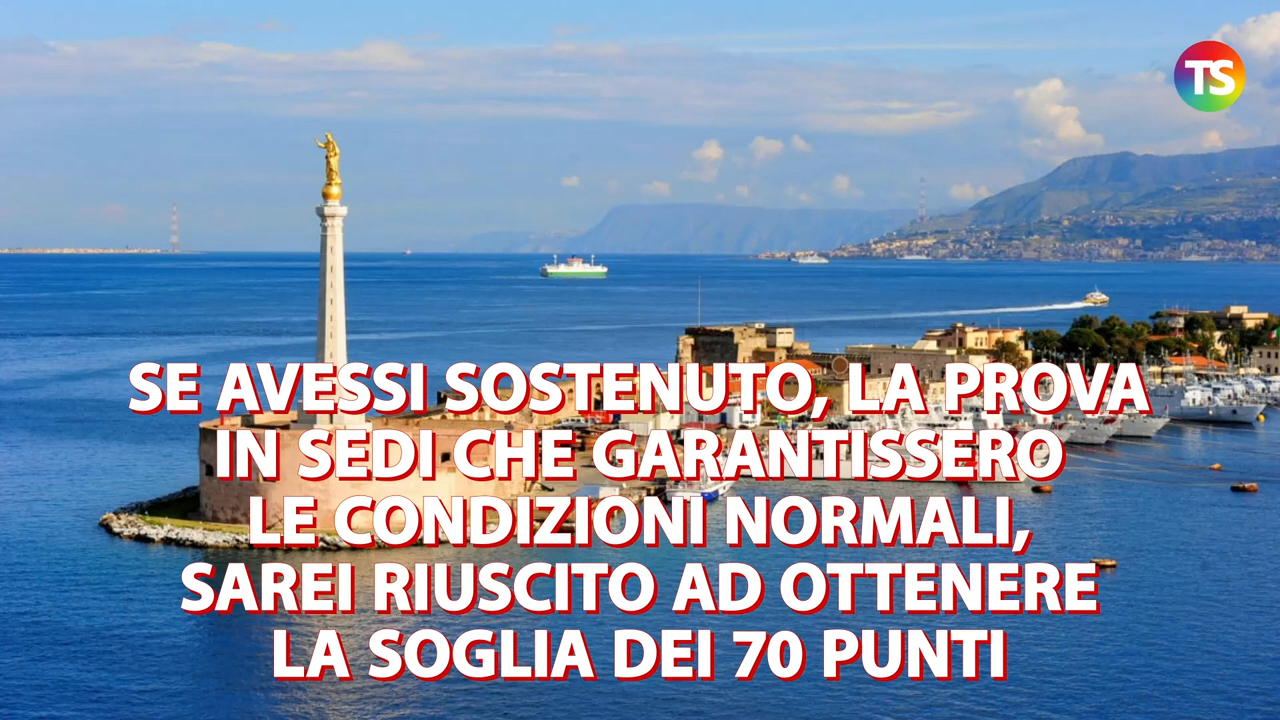 TS
SE AVESSI SOSTENUTO, LA PROVA
IN SEDI CHE GARANTISSERO
LE CONDIZIONI NORMALI,
SAREI RIUSCITO AD OTTENERE
LA SOGLIA DEI 70 PUNTI